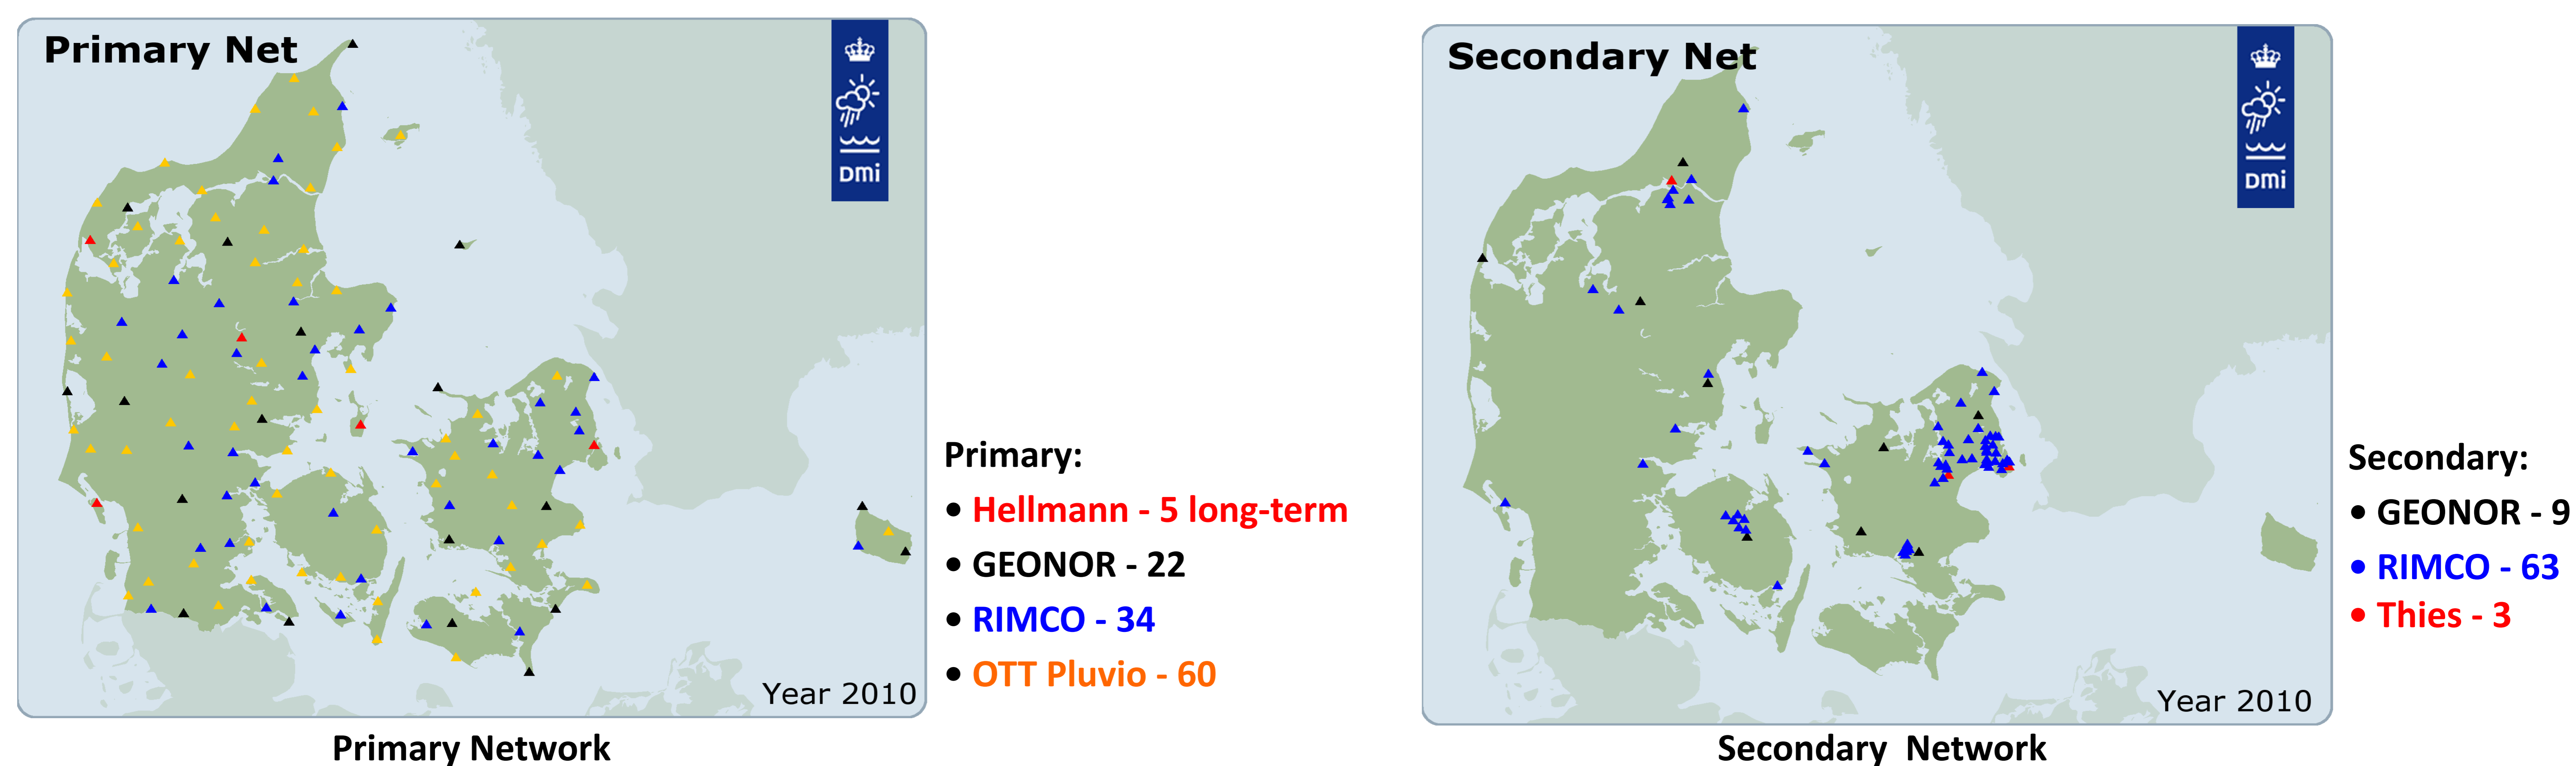 Primary Net
DMi
Year 2010
Primary Network
Primary:
• Hellmann - 5 long-term
• GEONOR - 22
• RIMCO - 34
• OTT Pluvio - 60
Secondary Net
DMi
Year 2010
Secondary Network
Secondary:
• GEONOR - 9
• RIMCO - 63
• Thies - 3